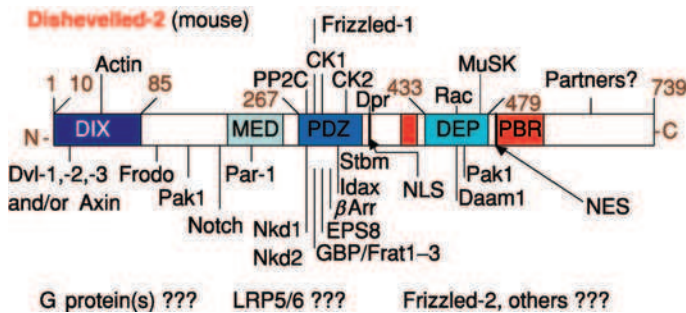 Dishevelled-2 (mouse)
Frizzled-1
Actin
CK1
MuSK
1 10 85 PP2C CK2 433 Rac Partners? 739
267 Dpr 479
N- DIX MED PDZ DEP PBR -C
Dvl-1,-2,-3 Frodo Par-1 Stbm NLS Pak1
and/or Axin Pak1 Idax Daam1 NES
Notch βArr
Nkd1 EPS8
Nkd2 GBP/Frat1–3
G protein(s) ??? LRP5/6 ??? Frizzled-2, others ???